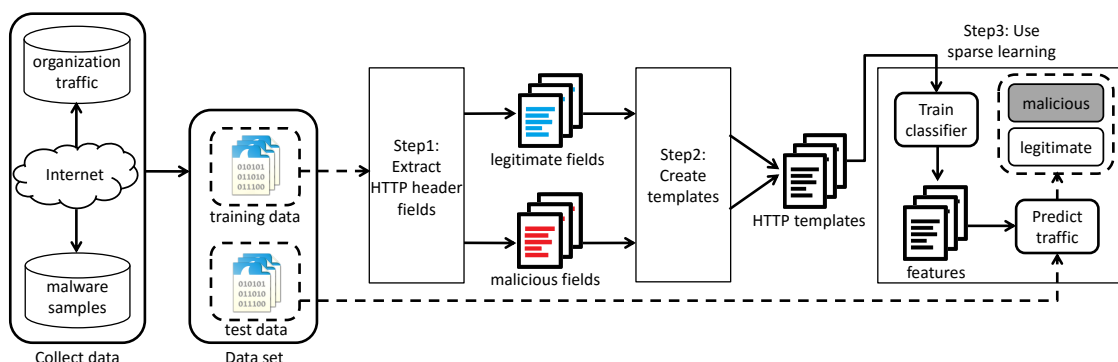 organization
traffic
Internet
malware
samples
Collect data
010101
011010
011100
training data
010101
011010
011100
test data
Data set
Step1:
Extract
HTTP header
fields
legitimate fields
malicious fields
Step2:
Create
templates
HTTP templates
Step3: Use
sparse learning
Train
classifier
features
malicious
legitimate
Predict
traffic